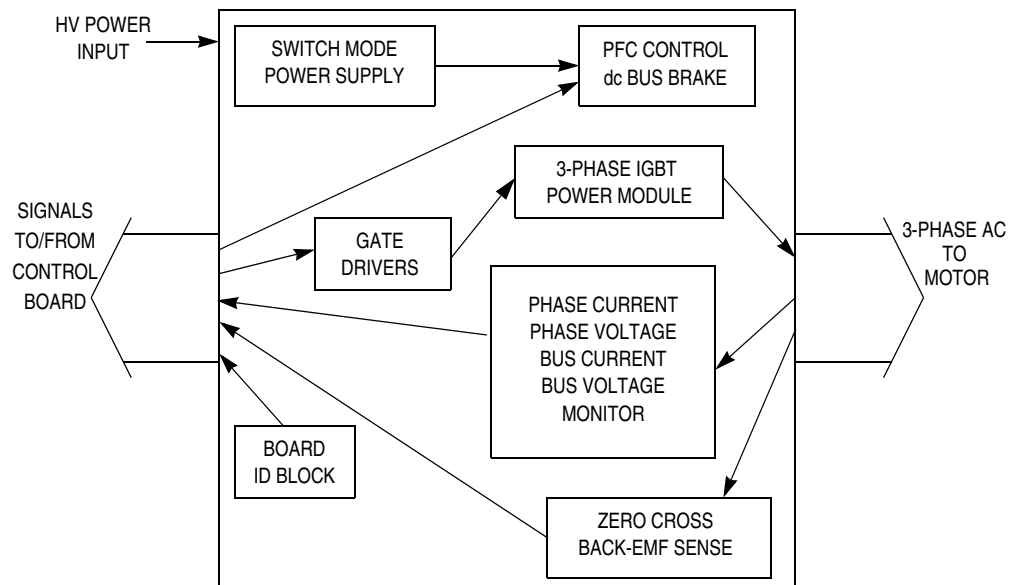 HV POWER
INPUT
SWITCH MODE
POWER SUPPLY
PFC CONTROL
dc BUS BRAKE
3-PHASE IGBT
POWER MODULE
SIGNALS
TO/FROM
CONTROL
BOARD
GATE
DRIVERS
3-PHASE AC
TO
MOTOR
PHASE CURRENT
PHASE VOLTAGE
BUS CURRENT
BUS VOLTAGE
MONITOR
BOARD
ID BLOCK
ZERO CROSS
BACK-EMF SENSE